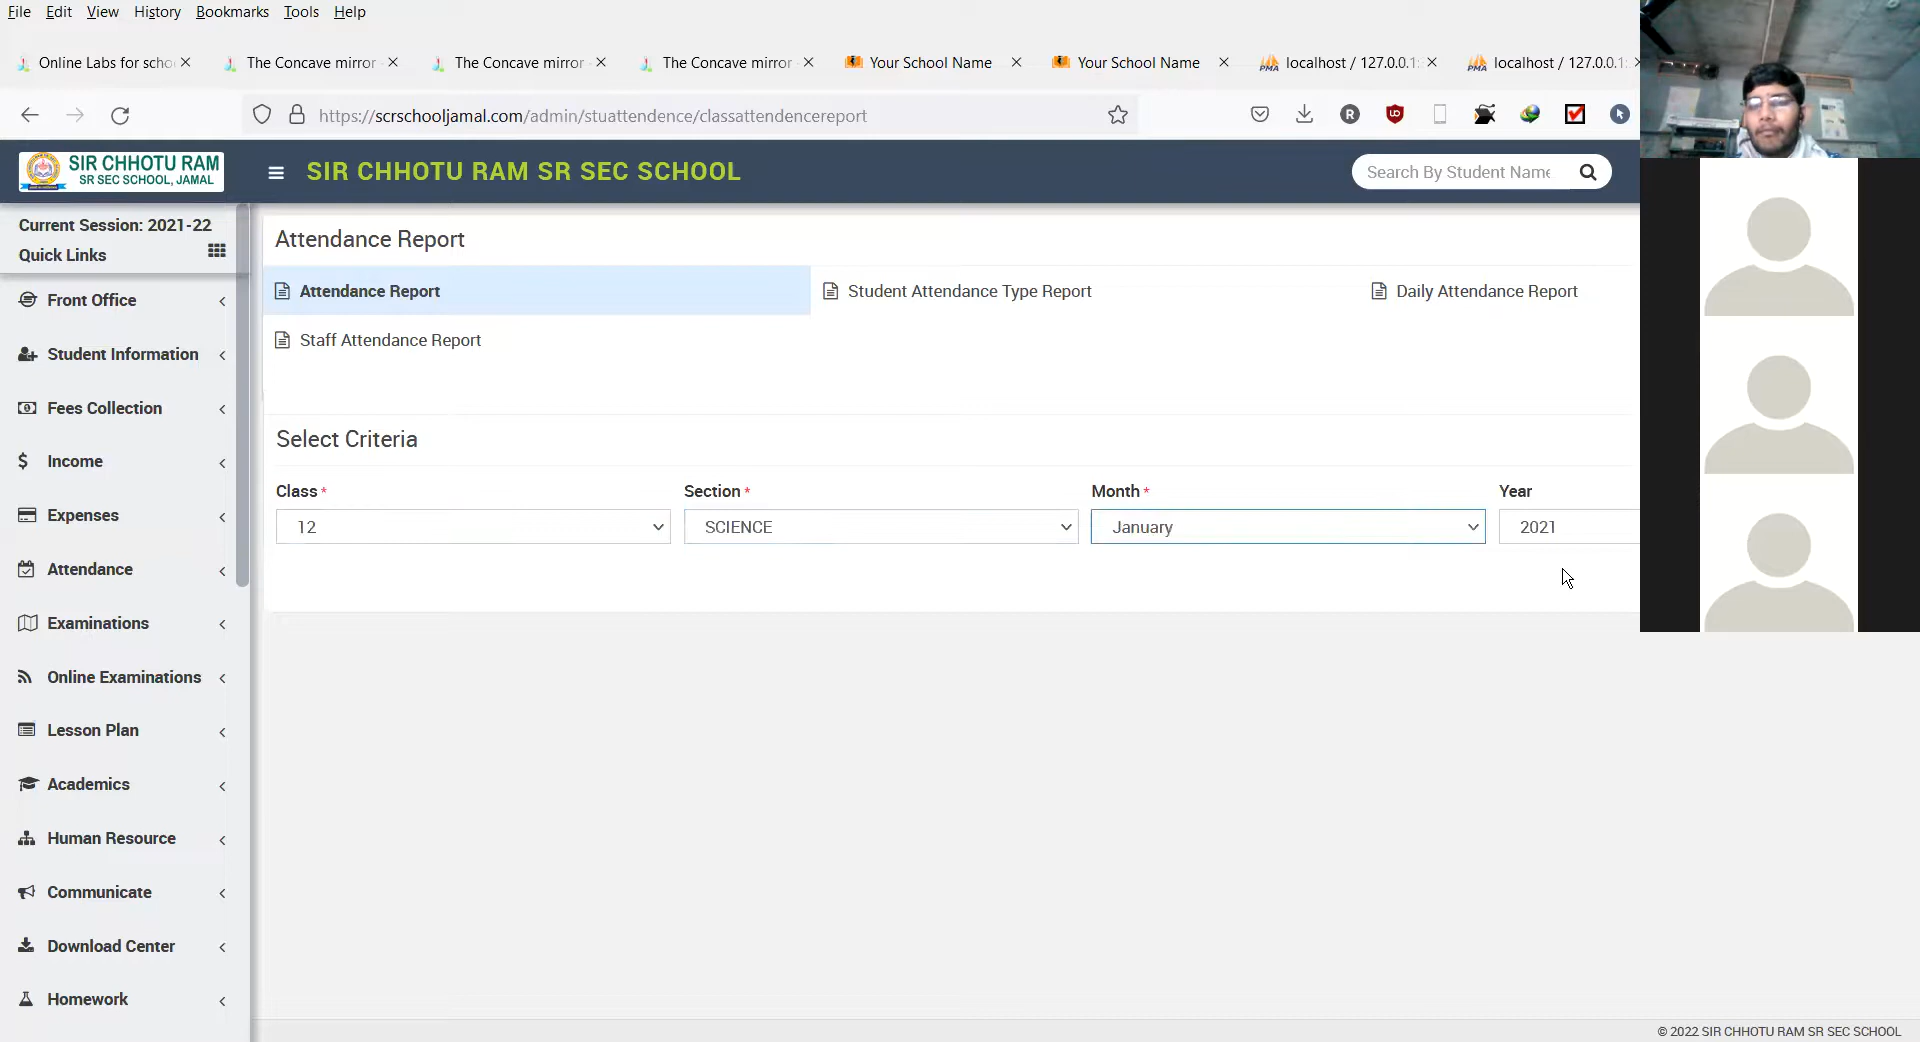 File Edit View History Bookmarks Tools Help
Online Labs for scho
The Concave mirror
The Concave mirror
The Concave mirror
Your School Name
Your School Name
localhost / 127.0.0.1
localhost / 127.0.0.1
https://scrschooljamal.com/admin/stuattendence/classattendencereport
SIR CHHOTU RAM
SR SEC SCHOOL, JAMAL
SIR CHHOTU RAM SR SEC SCHOOL
Search By Student Name
Current Session: 2021-22
Quick Links
Front Office
Student Information
Fees Collection
Income
Expenses
Attendance
Examinations
Online Examinations
Lesson Plan
Academics
Human Resource
Communicate
Download Center
Homework
Attendance Report
Attendance Report
Student Attendance Type Report
Daily Attendance Report
Staff Attendance Report
Select Criteria
Class * Section * Month * Year
12 SCIENCE January 2021
© 2022 SIR CHHOTU RAM SR SEC SCHOOL